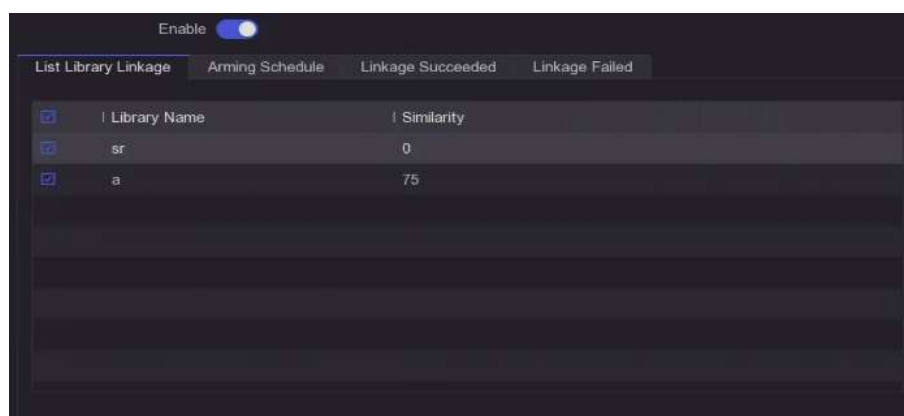 Enable
List Library Linkage Arming Schedule Linkage Succeeded Linkage Failed
Library Name Similarity
sr 0
a 75